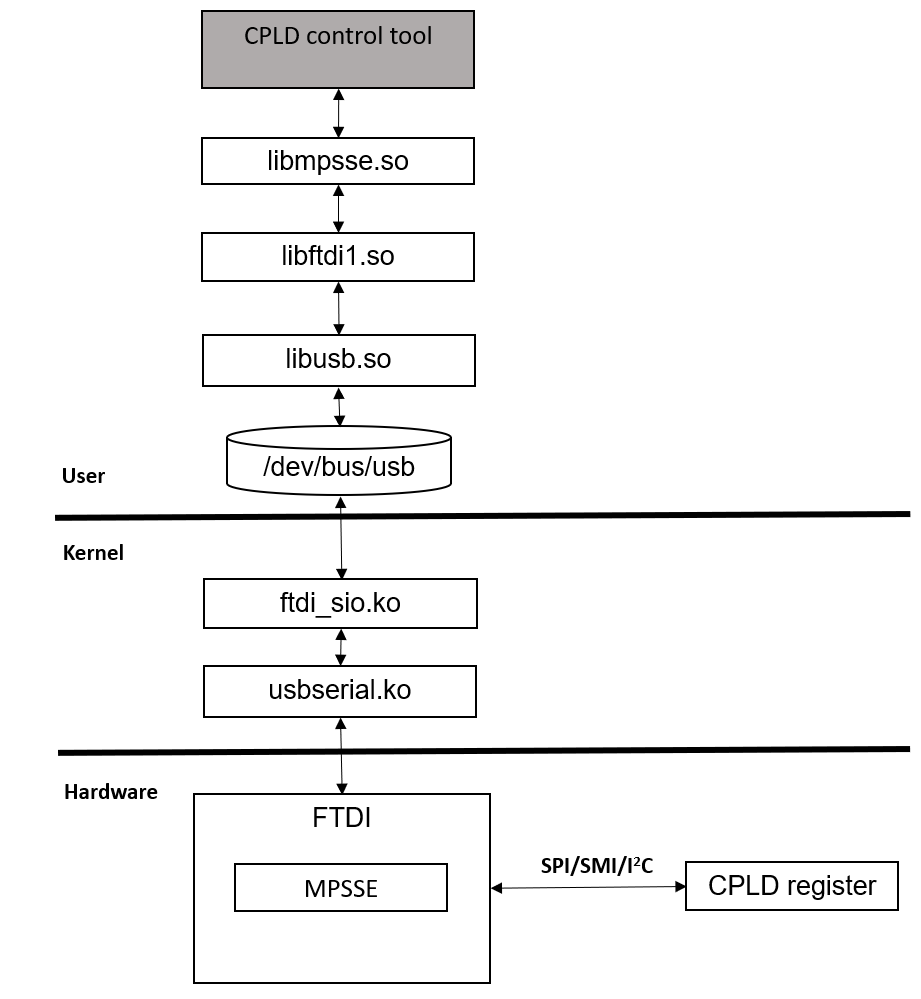 CPLD control tool
libmpsse.so
libftdi1.so
libusb.so
/dev/bus/usb
User
Kernel
ftdi_sio.ko
usbserial.ko
Hardware
FTDI
MPSSE
SPI/SMI/I²C
CPLD register